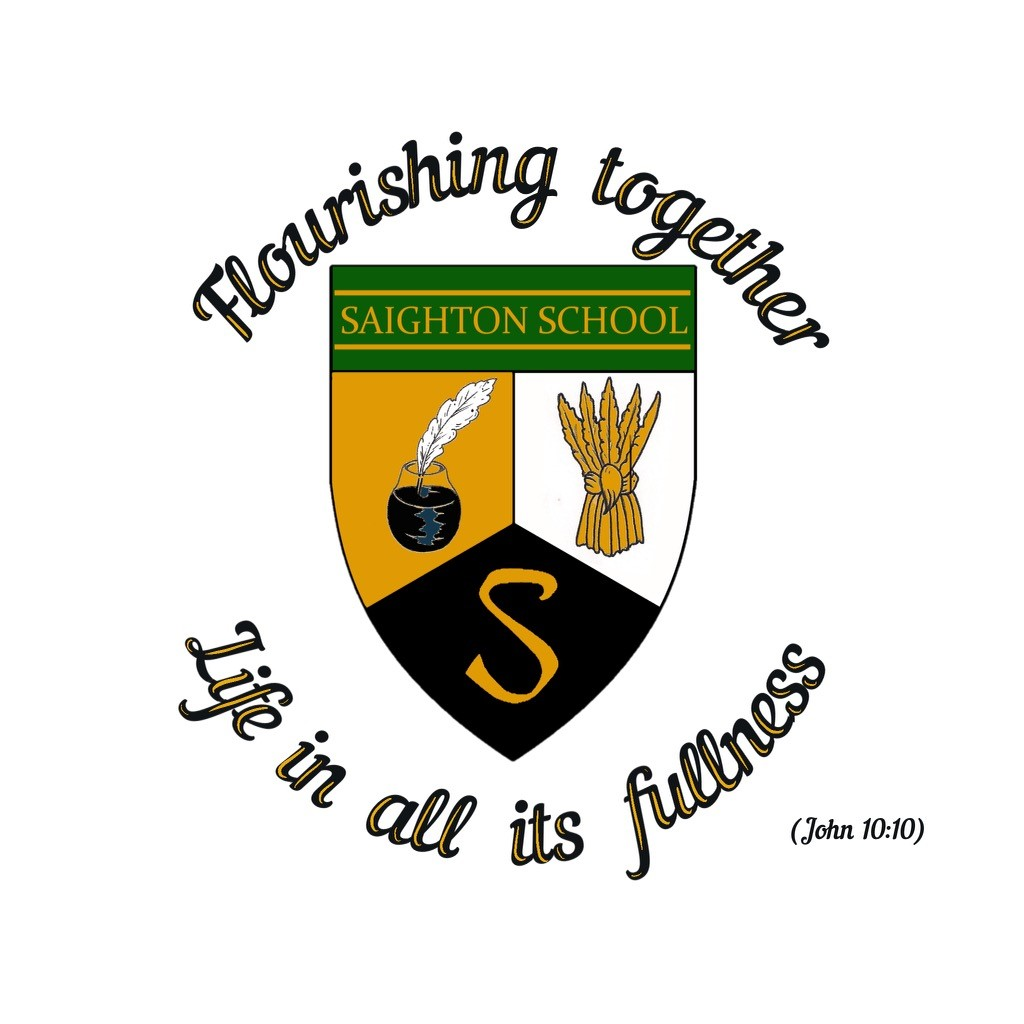 Flourishing together
SAIGHTON SCHOOL
S
Life in all its fullness
(John 10:10)